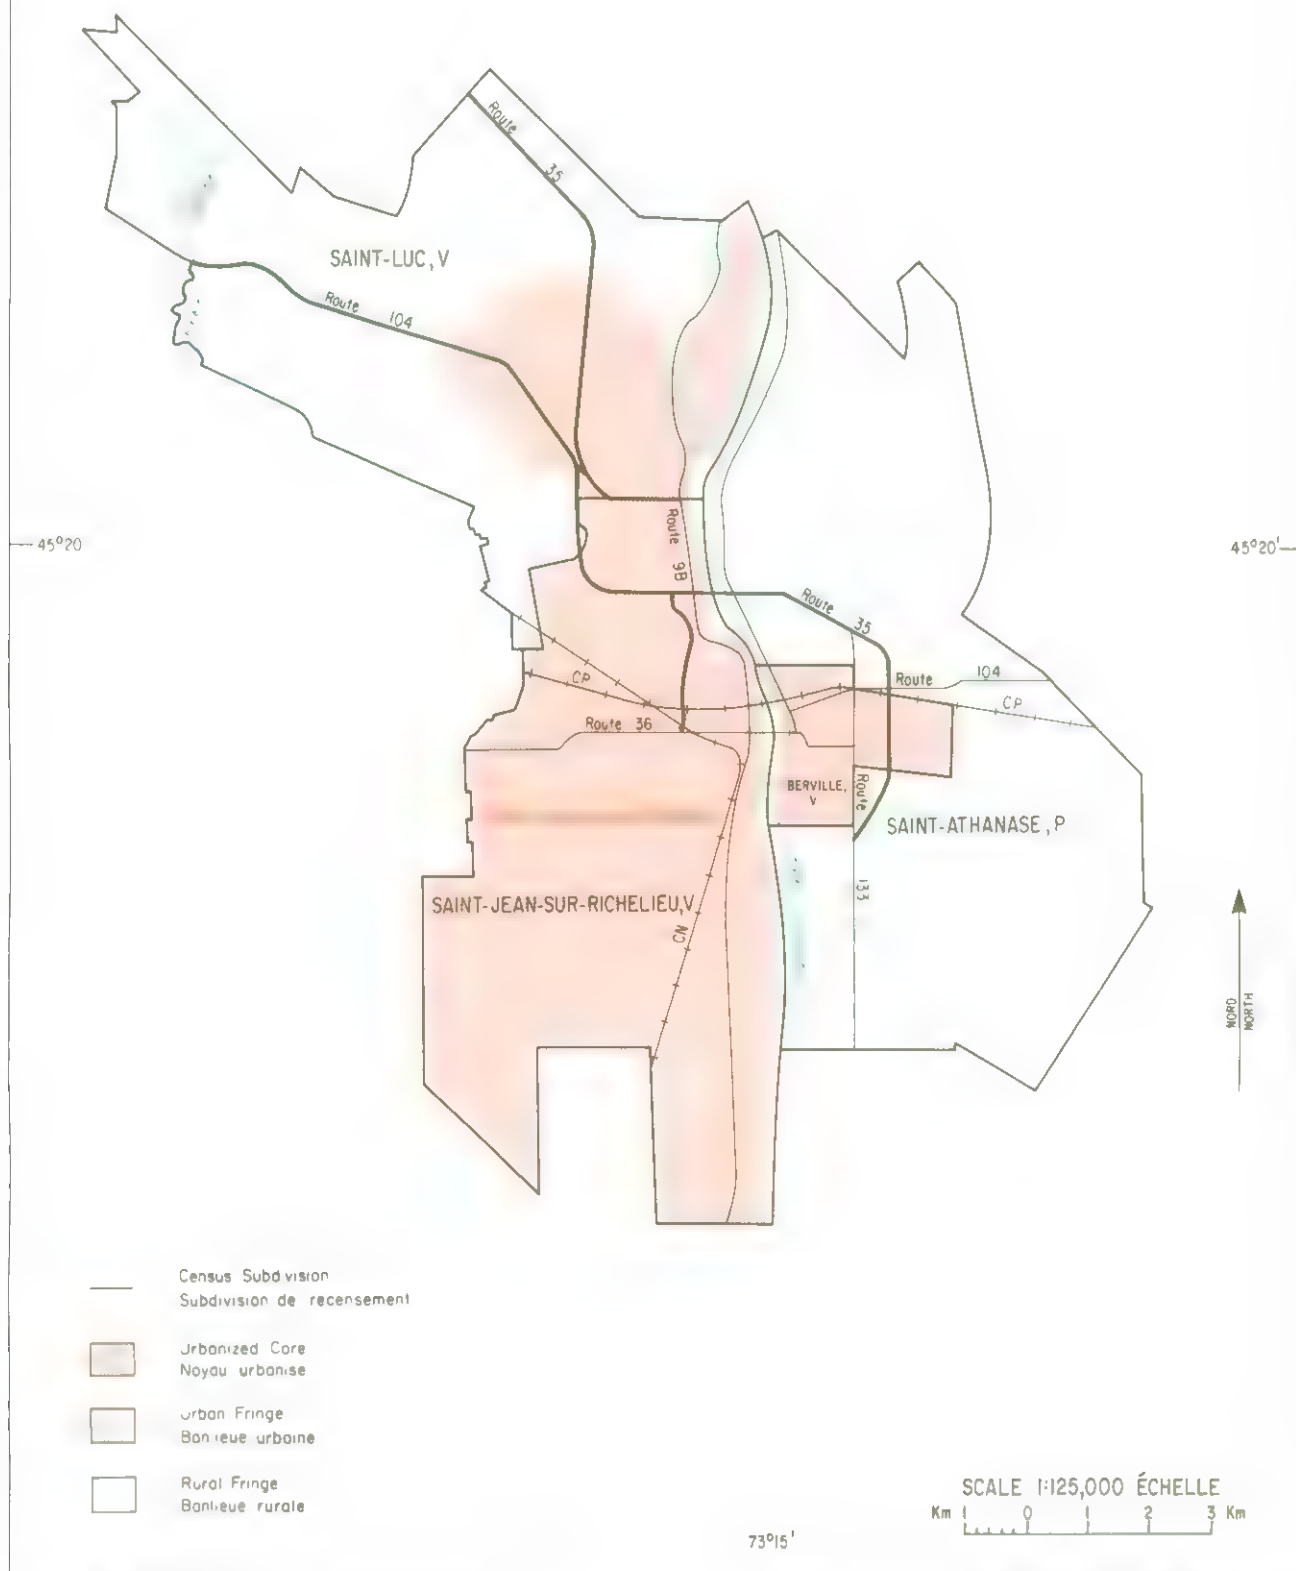 Route
35
SAINT-LUC, V
Route
104
45°20
45°20'
Route
9B
Route
35
Route
104
CP
CP
Route 36
BERVILLE,
V
Route
SAINT-ATHANASE, P
133
SAINT-JEAN-SUR-RICHELIEU, V
CN
NORD
NORTH
Census Subdivision
Subdivision de recensement
Urbanized Core
Noyau urbanise
Urban Fringe
Banlieue urbaine
Rural Fringe
Banlieue rurale
SCALE 1:125,000 ÉCHELLE
Km 1 0 1 2 3 Km
73°15'